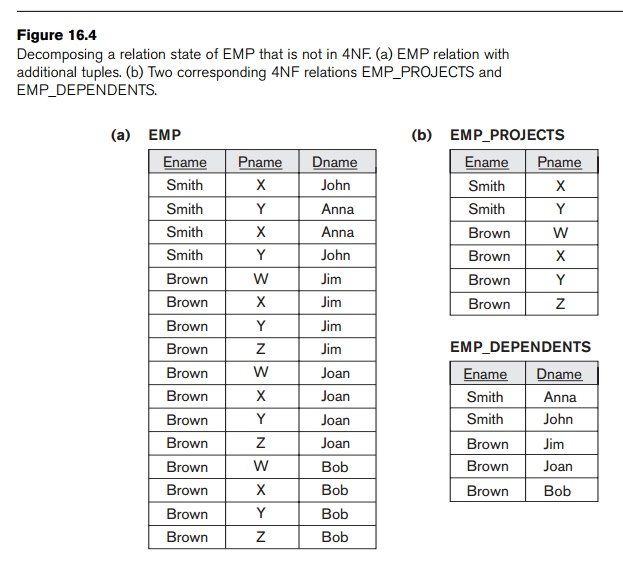 Figure 16.4
Decomposing a relation state of EMP that is not in 4NF. (a) EMP relation with
additional tuples. (b) Two corresponding 4NF relations EMP_PROJECTS and
EMP_DEPENDENTS.
(a) EMP
Ename Pname Dname
Smith X John
Smith Y Anna
Smith X Anna
Smith Y John
Brown W Jim
Brown X Jim
Brown Y Jim
Brown Z Jim
Brown W Joan
Brown X Joan
Brown Y Joan
Brown Z Joan
Brown W Bob
Brown X Bob
Brown Y Bob
Brown Z Bob
(b) EMP_PROJECTS
Ename Pname
Smith X
Smith Y
Brown W
Brown X
Brown Y
Brown Z
EMP_DEPENDENTS
Ename Dname
Smith Anna
Smith John
Brown Jim
Brown Joan
Brown Bob